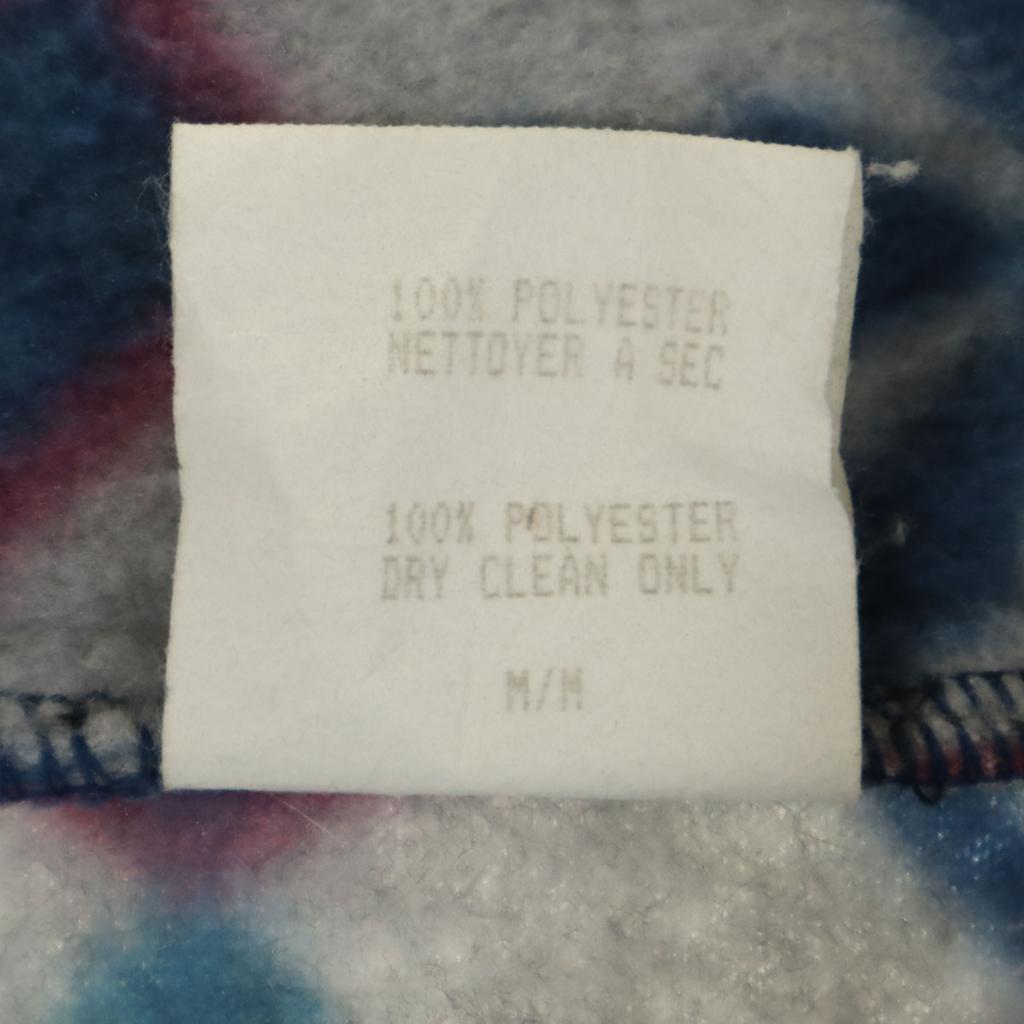 100% POLYESTER
NETTOYER A SEC
100% POLYESTER
DRY CLEAN ONLY
M/M